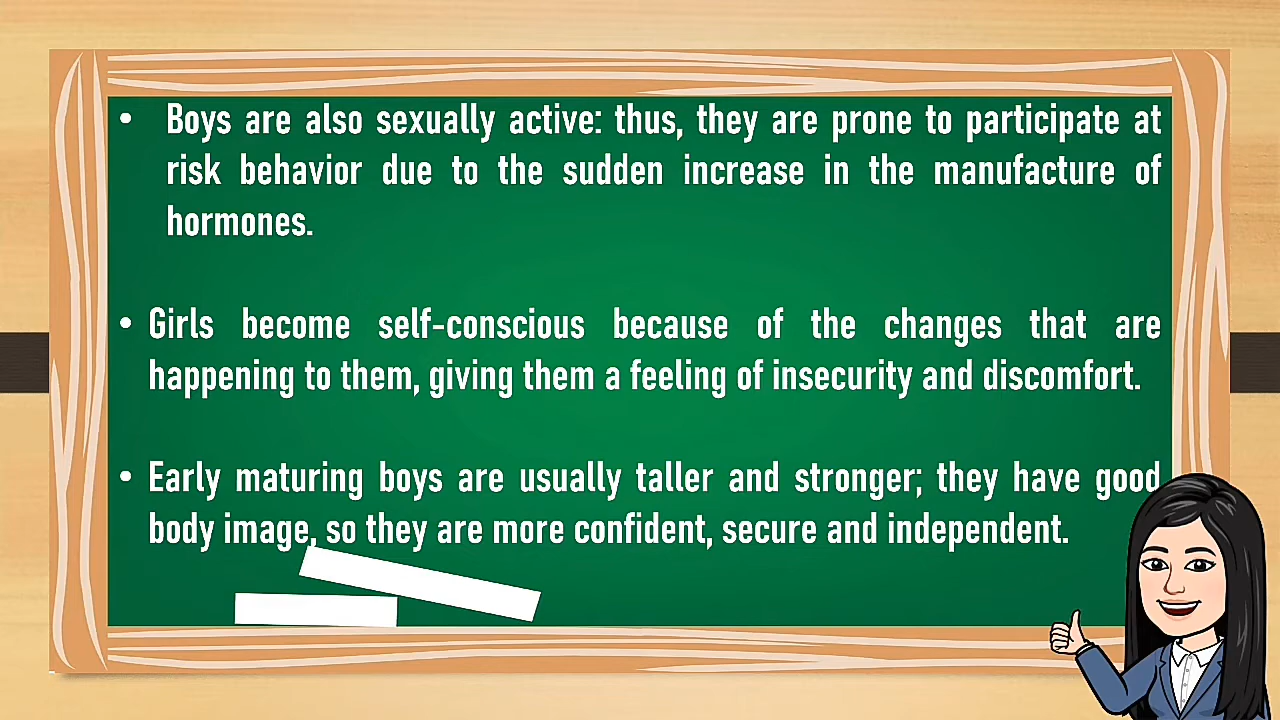 • Boys are also sexually active: thus, they are prone to participate at
risk behavior due to the sudden increase in the manufacture of
hormones.
• Girls become self-conscious because of the changes that are
happening to them, giving them a feeling of insecurity and discomfort.
• Early maturing boys are usually taller and stronger; they have good
body image, so they are more confident, secure and independent.